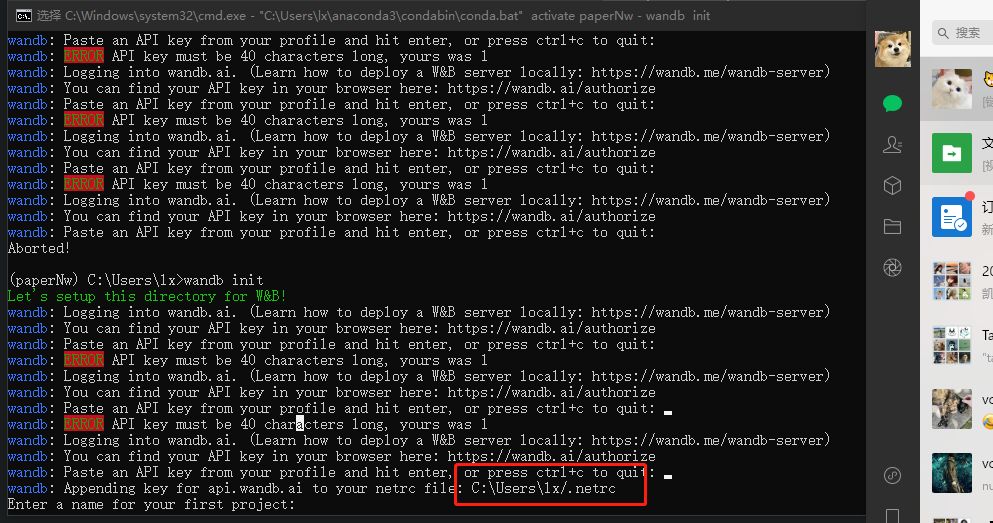 选择 C:\Windows\system32\cmd.exe - "C:\Users\lx\anaconda3\condabin\conda.bat" activate paperNw - wandb init
wandb: Paste an API key from your profile and hit enter, or press ctrl+c to quit:
wandb: ERROR API key must be 40 characters long, yours was 1
wandb: Logging into wandb.ai. (Learn how to deploy a W&B server locally: https://wandb.me/wandb-server)
wandb: You can find your API key in your browser here: https://wandb.ai/authorize
wandb: Paste an API key from your profile and hit enter, or press ctrl+c to quit:
wandb: ERROR API key must be 40 characters long, yours was 1
wandb: Logging into wandb.ai. (Learn how to deploy a W&B server locally: https://wandb.me/wandb-server)
wandb: You can find your API key in your browser here: https://wandb.ai/authorize
wandb: Paste an API key from your profile and hit enter, or press ctrl+c to quit:
wandb: ERROR API key must be 40 characters long, yours was 1
wandb: Logging into wandb.ai. (Learn how to deploy a W&B server locally: https://wandb.me/wandb-server)
wandb: You can find your API key in your browser here: https://wandb.ai/authorize
wandb: Paste an API key from your profile and hit enter, or press ctrl+c to quit:
Aborted!
(paperNw) C:\Users\lx>wandb init
Let's setup this directory for W&B!
wandb: Logging into wandb.ai. (Learn how to deploy a W&B server locally: https://wandb.me/wandb-server)
wandb: You can find your API key in your browser here: https://wandb.ai/authorize
wandb: Paste an API key from your profile and hit enter, or press ctrl+c to quit:
wandb: ERROR API key must be 40 characters long, yours was 1
wandb: Logging into wandb.ai. (Learn how to deploy a W&B server locally: https://wandb.me/wandb-server)
wandb: You can find your API key in your browser here: https://wandb.ai/authorize
wandb: Paste an API key from your profile and hit enter, or press ctrl+c to quit:
wandb: ERROR API key must be 40 characters long, yours was 1
wandb: Logging into wandb.ai. (Learn how to deploy a W&B server locally: https://wandb.me/wandb-server)
wandb: You can find your API key in your browser here: https://wandb.ai/authorize
wandb: Paste an API key from your profile and hit enter, or press ctrl+c to quit:
wandb: Appending key for api.wandb.ai to your netrc file: C:\Users\lx/.netrc
Enter a name for your first project:
搜索
文
订
新
20
凯
Ta
"ta
vo
vo
nu